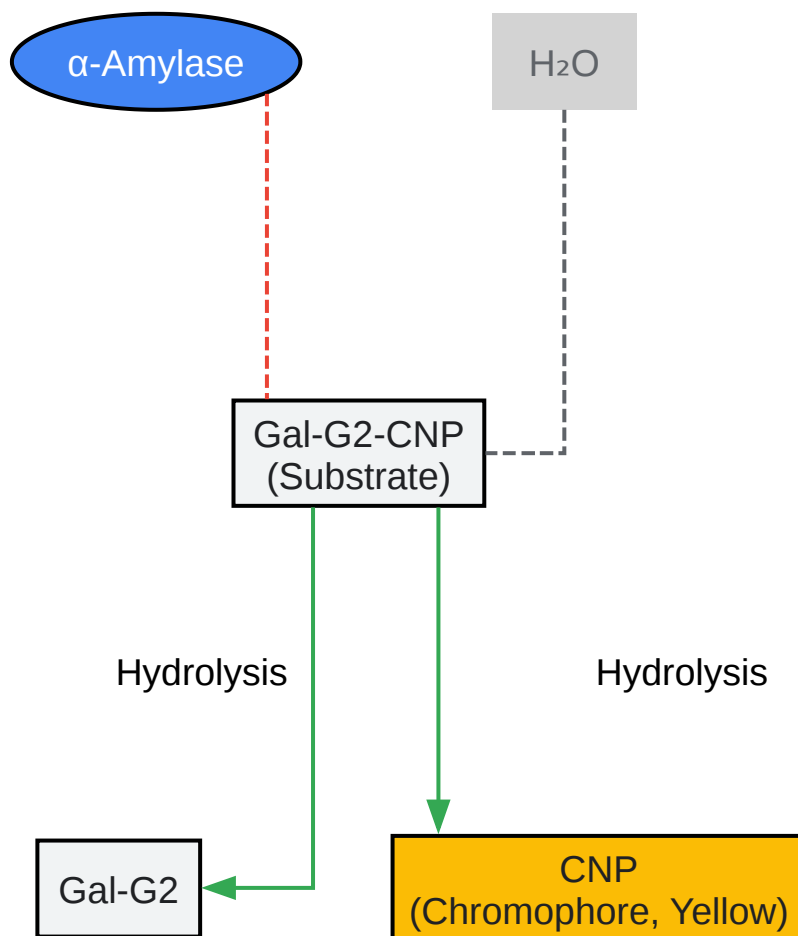 α-Amylase
H₂O
Gal-G2-CNP
(Substrate)
Hydrolysis
Hydrolysis
Gal-G2
CNP
(Chromophore, Yellow)